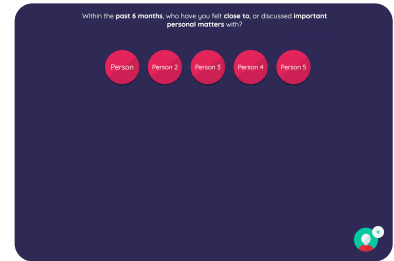 Within the past 6 months, who have you felt close to, or discussed important
personal matters with?
Person Person 2 Person 3 Person 4 Person 5
+